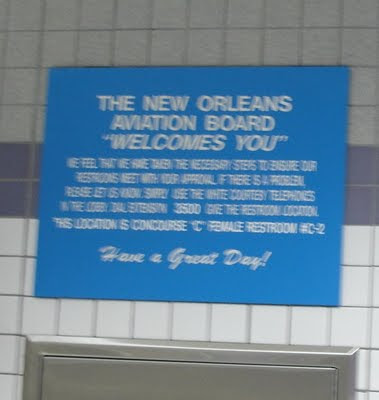 THE NEW ORLEANS
AVIATION BOARD
"WELCOMES YOU"
WE FEEL THAT WE HAVE TAKEN THE NECESSARY STEPS TO ENSURE OUR
RESTROOMS MEET WITH YOUR APPROVAL. IF THERE IS A PROBLEM,
PLEASE LET US KNOW. SIMPLY USE THE WHITE COURTESY TELEPHONES
IN THE LOBBY, DIAL EXTENSION 3500 GIVE THE RESTROOM LOCATION.
THIS LOCATION IS CONCOURSE "C" FEMALE RESTROOM #C-2
Have a Great Day!